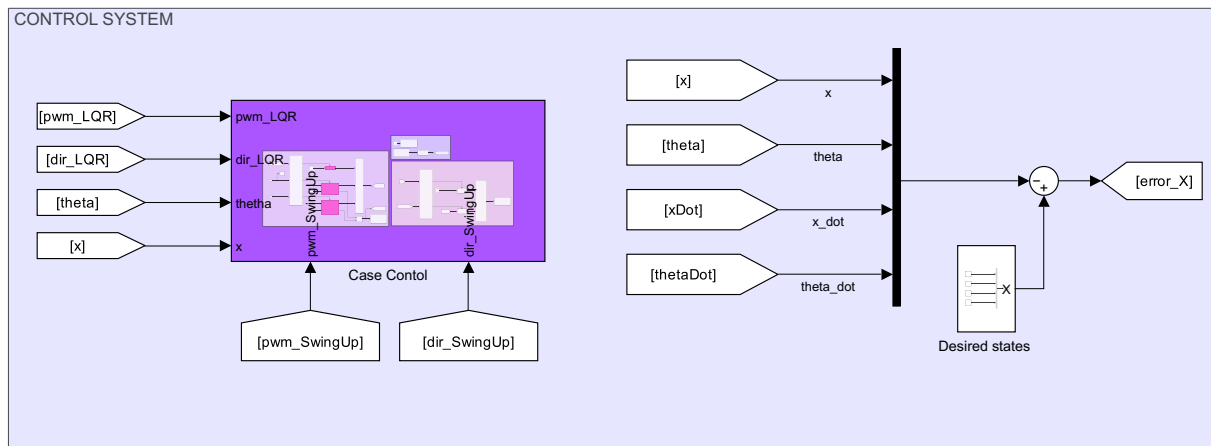 CONTROL SYSTEM
[pwm_LQR]
[dir_LQR]
[theta]
[x]
pwm_LQR
dir_LQR
thetha
x
pwm_SwingUp
dir_SwingUp
Case Contol
[pwm_SwingUp]
[dir_SwingUp]
[x]
x
[theta]
theta
[xDot]
x_dot
[thetaDot]
theta_dot
[error_X]
X
Desired states